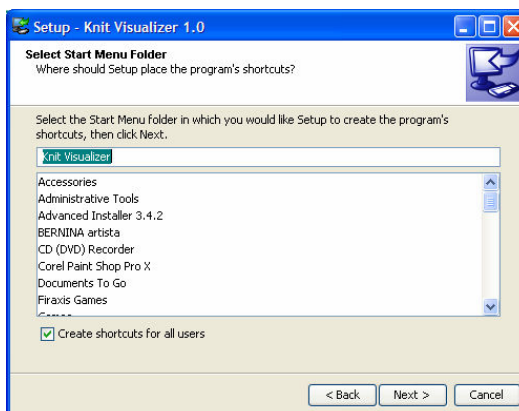 Setup - Knit Visualizer 1.0
Select Start Menu Folder
Where should Setup place the program's shortcuts?
Select the Start Menu folder in which you would like Setup to create the program's
shortcuts, then click Next.
Knit Visualizer
Accessories
Administrative Tools
Advanced Installer 3.4.2
BERNINA artista
CD (DVD) Recorder
Corel Paint Shop Pro X
Documents To Go
Firaxis Games
Create shortcuts for all users
< Back Next > Cancel